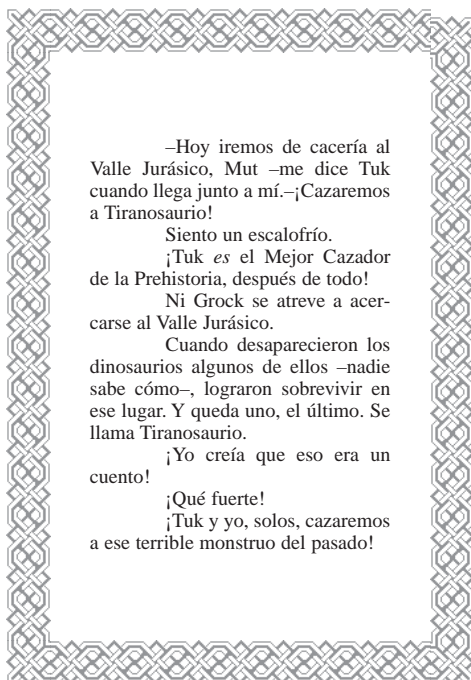 –Hoy iremos de cacería al
Valle Jurásico, Mut –me dice Tuk
cuando llega junto a mí.–¡Cazaremos
a Tiranosaurio!
Siento un escalofrío.
¡Tuk es el Mejor Cazador
de la Prehistoria, después de todo!
Ni Grock se atreve a acer-
carse al Valle Jurásico.
Cuando desaparecieron los
dinosaurios algunos de ellos –nadie
sabe cómo–, lograron sobrevivir en
ese lugar. Y queda uno, el último. Se
llama Tiranosaurio.
¡Yo creía que eso era un
cuento!
¡Qué fuerte!
¡Tuk y yo, solos, cazaremos
a ese terrible monstruo del pasado!